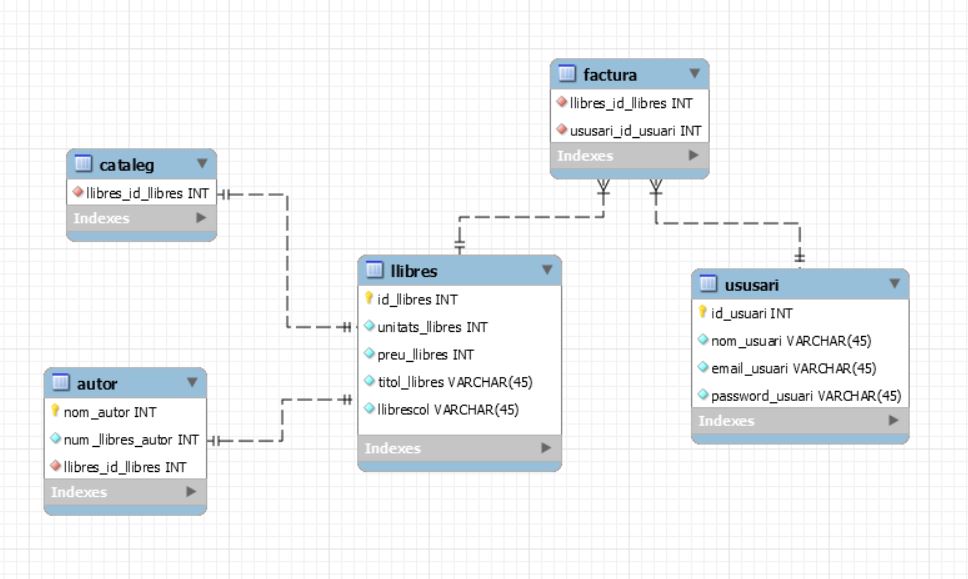 factura
llibres_id_llibres INT
ususari_id_usuari INT
Indexes
cataleg
llibres_id_llibres INT
Indexes
llibres
id_llibres INT
unitats_llibres INT
preu_llibres INT
titol_llibres VARCHAR(45)
llibrescol VARCHAR(45)
Indexes
ususari
id_usuari INT
nom_usuari VARCHAR(45)
email_usuari VARCHAR(45)
password_usuari VARCHAR(45)
Indexes
autor
nom_autor INT
num_llibres_autor INT
llibres_id_llibres INT
Indexes